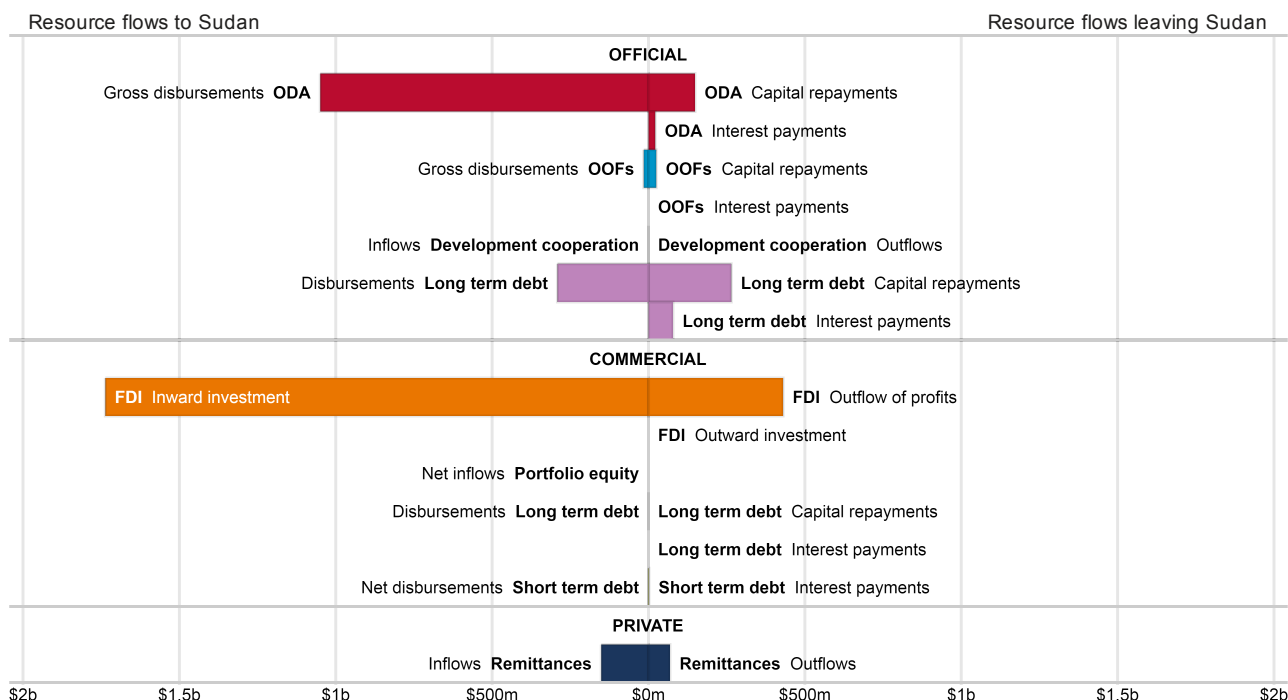 Resource flows to Sudan Resource flows leaving Sudan
OFFICIAL
Gross disbursements ODA ODA Capital repayments
ODA Interest payments
Gross disbursements OOFs OOFs Capital repayments
OOFs Interest payments
Inflows Development cooperation Development cooperation Outflows
Disbursements Long term debt Long term debt Capital repayments
Long term debt Interest payments
COMMERCIAL
FDI Inward investment FDI Outflow of profits
FDI Outward investment
Net inflows Portfolio equity
Disbursements Long term debt Long term debt Capital repayments
Long term debt Interest payments
Net disbursements Short term debt Short term debt Interest payments
PRIVATE
Inflows Remittances Remittances Outflows
$2b $1.5b $1b $500m $0m $500m $1b $1.5b $2b